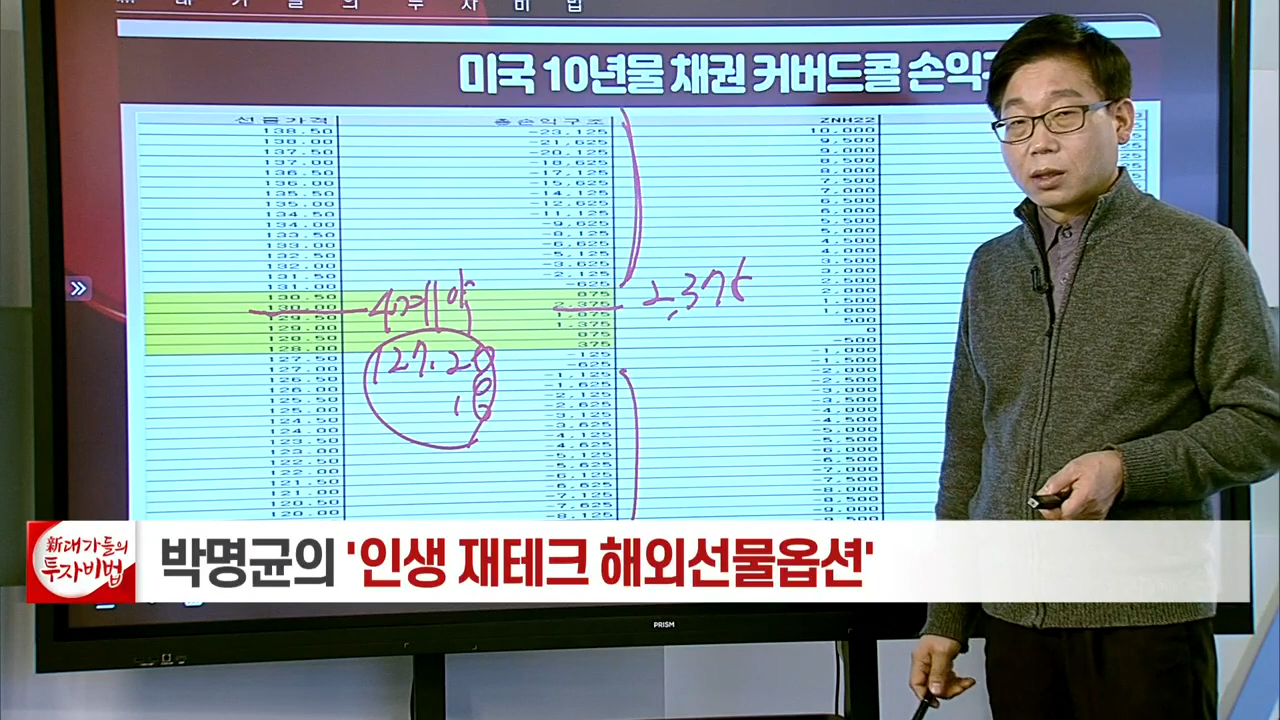 新 대가들의 투자비법
미국 10년물 채권 커버드콜 손익구
선물가격 총손익구조 ZNH22
138.50 -23,125 10,000
138.00 -21,625 9,500
137.50 -20,125 9,000
137.00 -18,625 8,500
136.50 -17,125 8,000
136.00 -15,625 7,500
135.50 -14,125 7,000
135.00 -12,625 6,500
134.50 -11,125 6,000
134.00 -9,625 5,500
133.50 -8,125 5,000
133.00 -6,625 4,500
132.50 -5,125 4,000
132.00 -3,625 3,500
131.50 -2,125 3,000
131.00 -625 2,500
130.50 875 2,000
130.00 2,375 1,500
129.50 1,875 1,000
129.00 1,375 500
128.50 875 0
128.00 375 -500
127.50 -125 -1,000
127.00 -625 -1,500
126.50 -1,125 -2,000
126.00 -1,625 -2,500
125.50 -2,125 -3,000
125.00 -2,625 -3,500
124.50 -3,125 -4,000
124.00 -3,625 -4,500
123.50 -4,125 -5,000
123.00 -4,625 -5,500
122.50 -5,125 -6,000
122.00 -5,625 -6,500
121.50 -6,125 -7,000
121.00 -6,625 -7,500
120.50 -7,125 -8,000
120.00 -7,625 -8,500
-8,125 -9,000
4계약
2,375
127.20
新대가들의
투자비법
박명균의 '인생 재테크 해외선물옵션'
PRISM